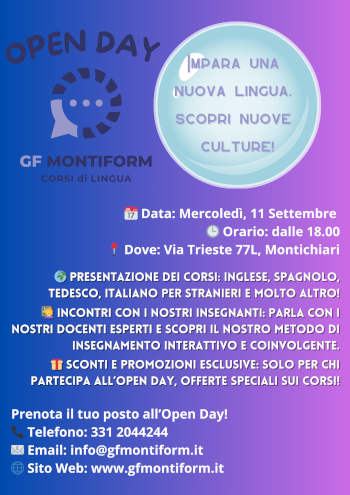 OPEN DAY
IMPARA UNA
NUOVA LINGUA,
SCOPRI NUOVE
CULTURE!
GF MONTIFORM
CORSI di LINGUA
Data: Mercoledì, 11 Settembre
Orario: dalle 18.00
Dove: Via Trieste 77L, Montichiari
PRESENTAZIONE DEI CORSI: INGLESE, SPAGNOLO,
TEDESCO, ITALIANO PER STRANIERI E MOLTO ALTRO!
INCONTRI CON I NOSTRI INSEGNANTI: PARLA CON I
NOSTRI DOCENTI ESPERTI E SCOPRI IL NOSTRO METODO DI
INSEGNAMENTO INTERATTIVO E COINVOLGENTE.
SCONTI E PROMOZIONI ESCLUSIVE: SOLO PER CHI
PARTECIPA ALL'OPEN DAY, OFFERTE SPECIALI SUI CORSI!
Prenota il tuo posto all'Open Day!
Telefono: 331 2044244
Email: info@gfmontiform.it
Sito Web: www.gfmontiform.it